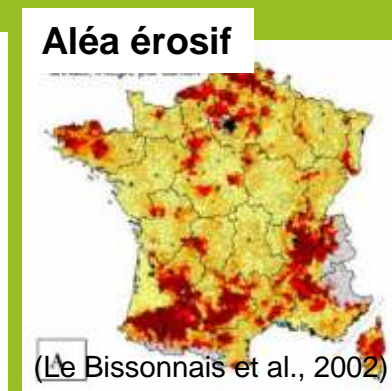 Aléa érosif
A
(Le Bissonnais et al., 2002)